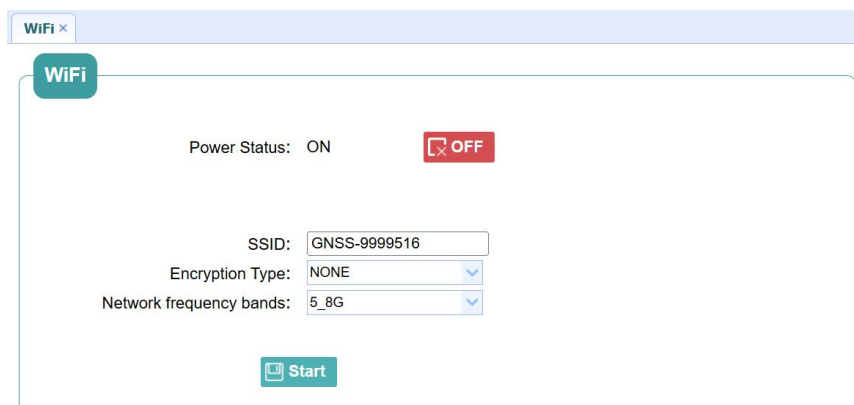 WiFi ×
WiFi
Power Status: ON OFF
SSID: GNSS-9999516
Encryption Type: NONE
Network frequency bands: 5_8G
Start